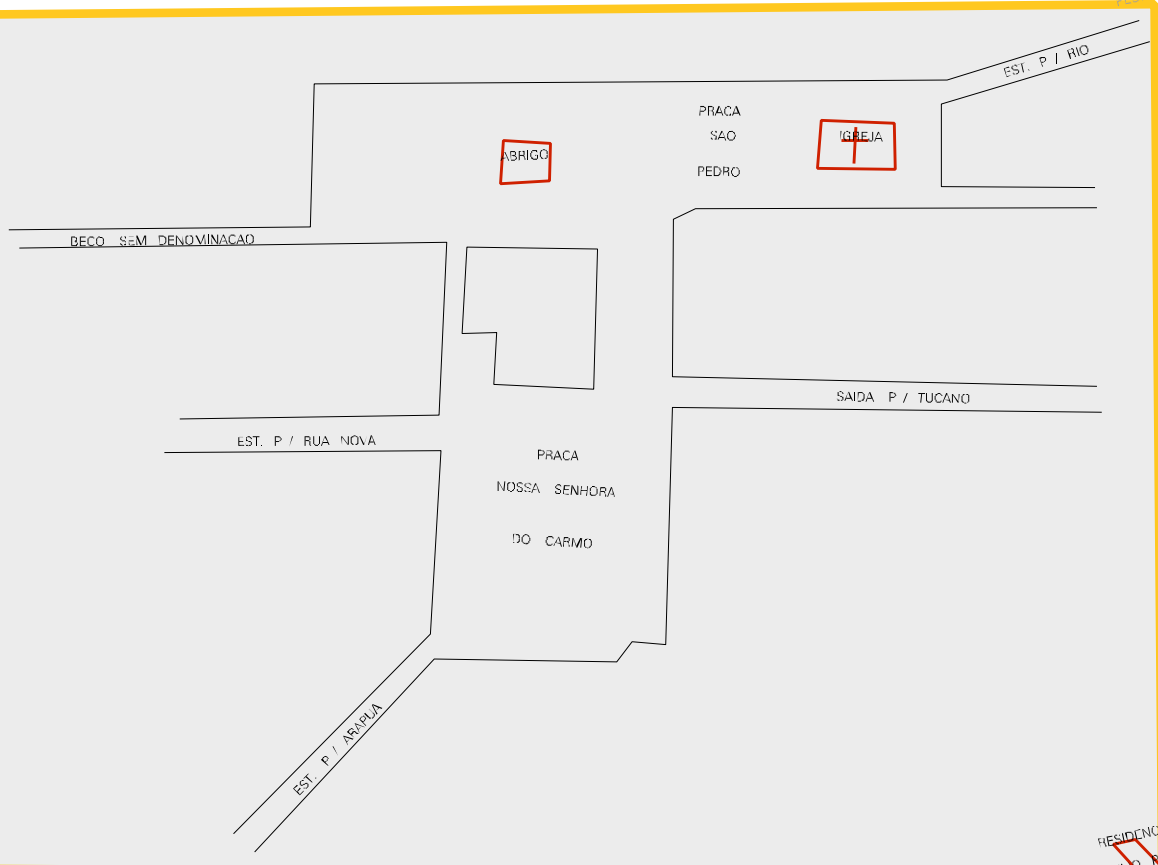 EST. P / RIO
PRACA
SAO
PEDRO
IGREJA
ABRIGO
BECO SEM DENOMINACAO
SAIDA P / TUCANO
EST. P / RUA NOVA
PRACA
NOSSA SENHORA
DO CARMO
EST. P / ARAPUA